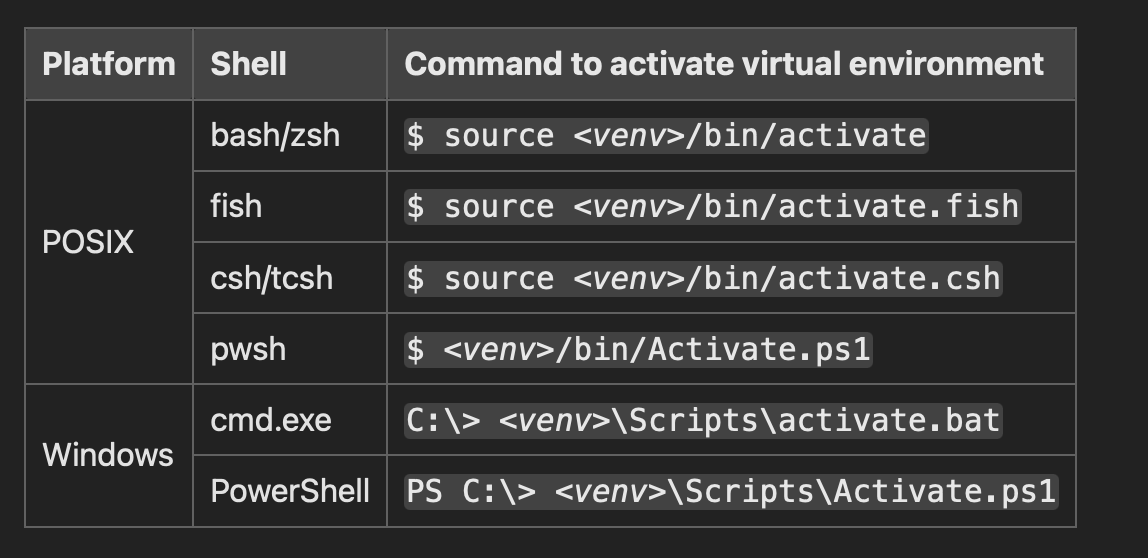 Platform Shell Command to activate virtual environment
POSIX bash/zsh $ source <venv>/bin/activate
fish $ source <venv>/bin/activate.fish
csh/tcsh $ source <venv>/bin/activate.csh
pwsh $ <venv>/bin/Activate.ps1
Windows cmd.exe C:\> <venv>\Scripts\activate.bat
PowerShell PS C:\> <venv>\Scripts\Activate.ps1